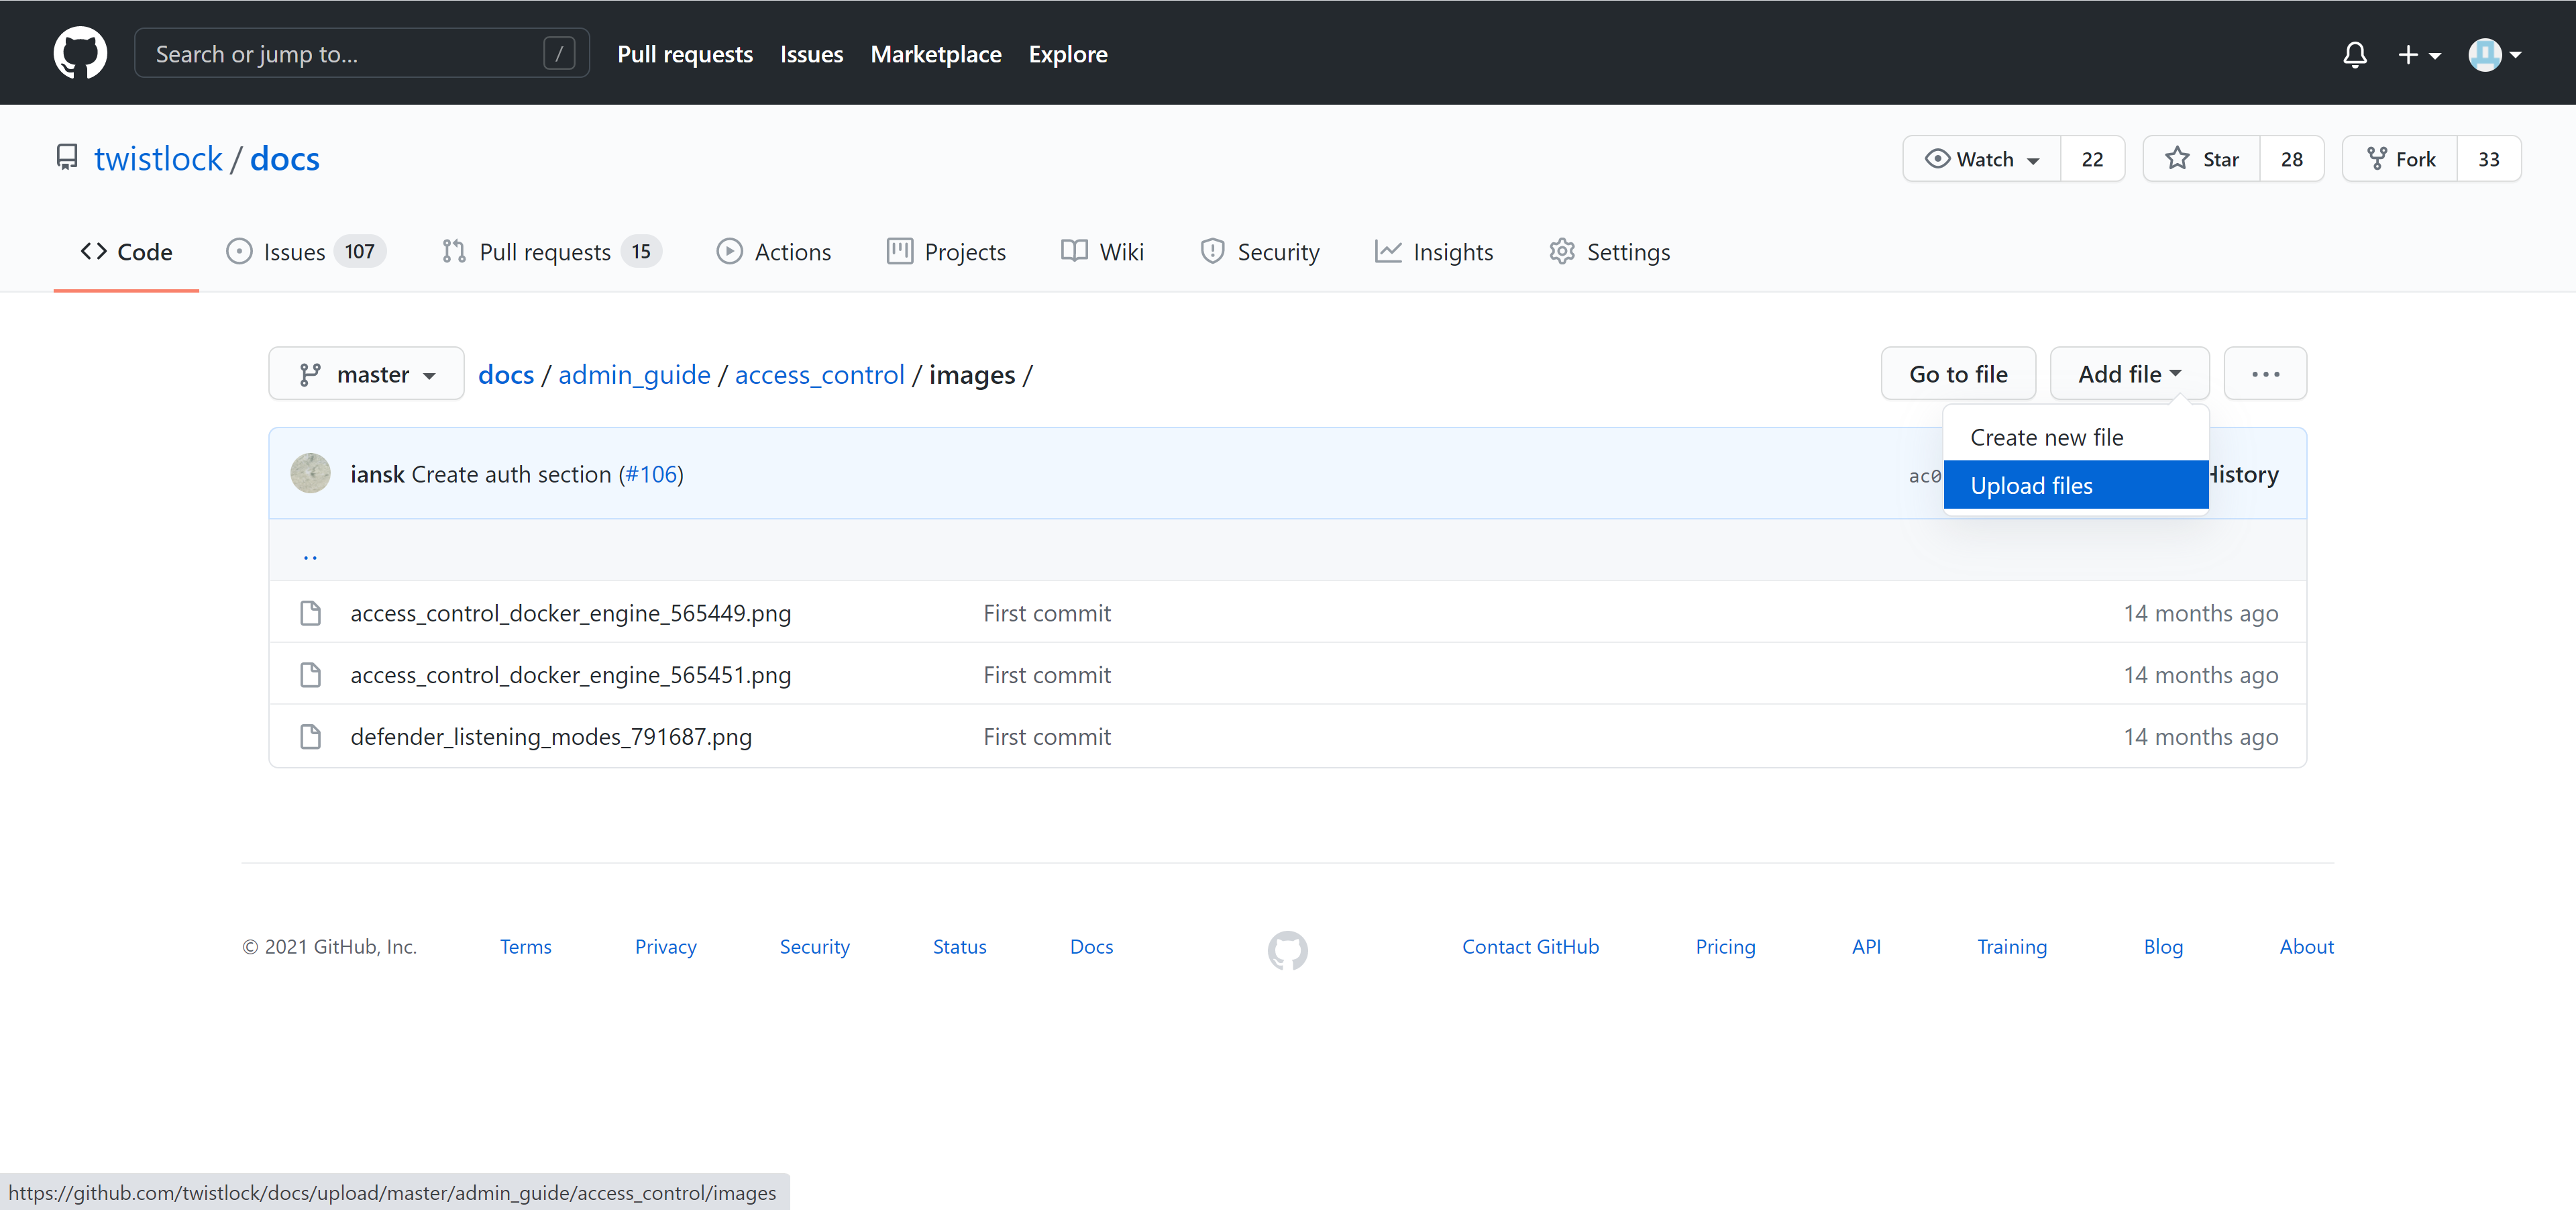 Search or jump to... /
Pull requests Issues Marketplace Explore
twistlock / docs
Watch 22 Star 28 Fork 33
Code Issues 107 Pull requests 15 Actions Projects Wiki Security Insights Settings
master docs / admin_guide / access_control / images /
Go to file Add file ...
Create new file
Upload files
iansk Create auth section (#106) ac0 History
..
access_control_docker_engine_565449.png First commit 14 months ago
access_control_docker_engine_565451.png First commit 14 months ago
defender_listening_modes_791687.png First commit 14 months ago
© 2021 GitHub, Inc. Terms Privacy Security Status Docs Contact GitHub Pricing API Training Blog About
https://github.com/twistlock/docs/upload/master/admin_guide/access_control/images